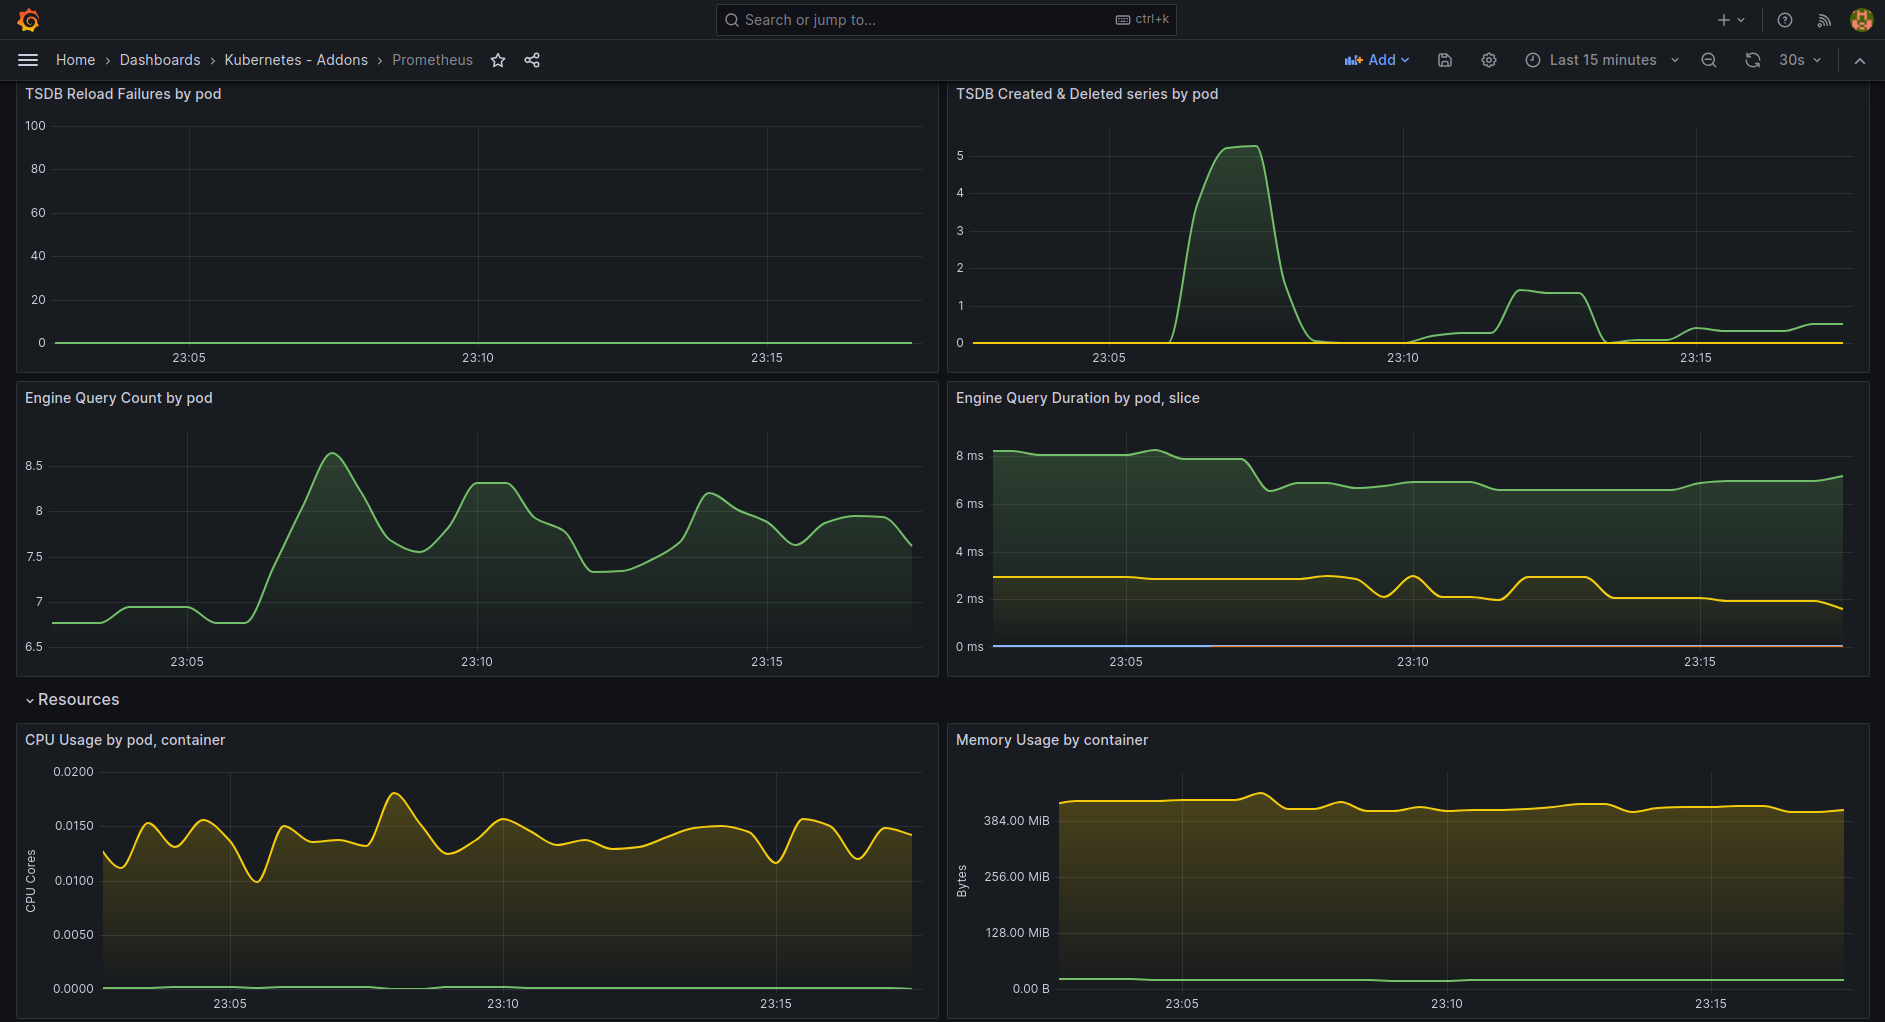 Search or jump to...
ctrl+k
Home › Dashboards › Kubernetes - Addons › Prometheus
Add
Last 15 minutes
30s
TSDB Reload Failures by pod
100
80
60
40
20
0
23:05 23:10 23:15
TSDB Created & Deleted series by pod
5
4
3
2
1
0
23:05 23:10 23:15
Engine Query Count by pod
8.5
8
7.5
7
6.5
23:05 23:10 23:15
Engine Query Duration by pod, slice
8 ms
6 ms
4 ms
2 ms
0 ms
23:05 23:10 23:15
Resources
CPU Usage by pod, container
CPU Cores
0.0200
0.0150
0.0100
0.0050
0.0000
23:05 23:10 23:15
Memory Usage by container
Bytes
384.00 MiB
256.00 MiB
128.00 MiB
0.00 B
23:05 23:10 23:15